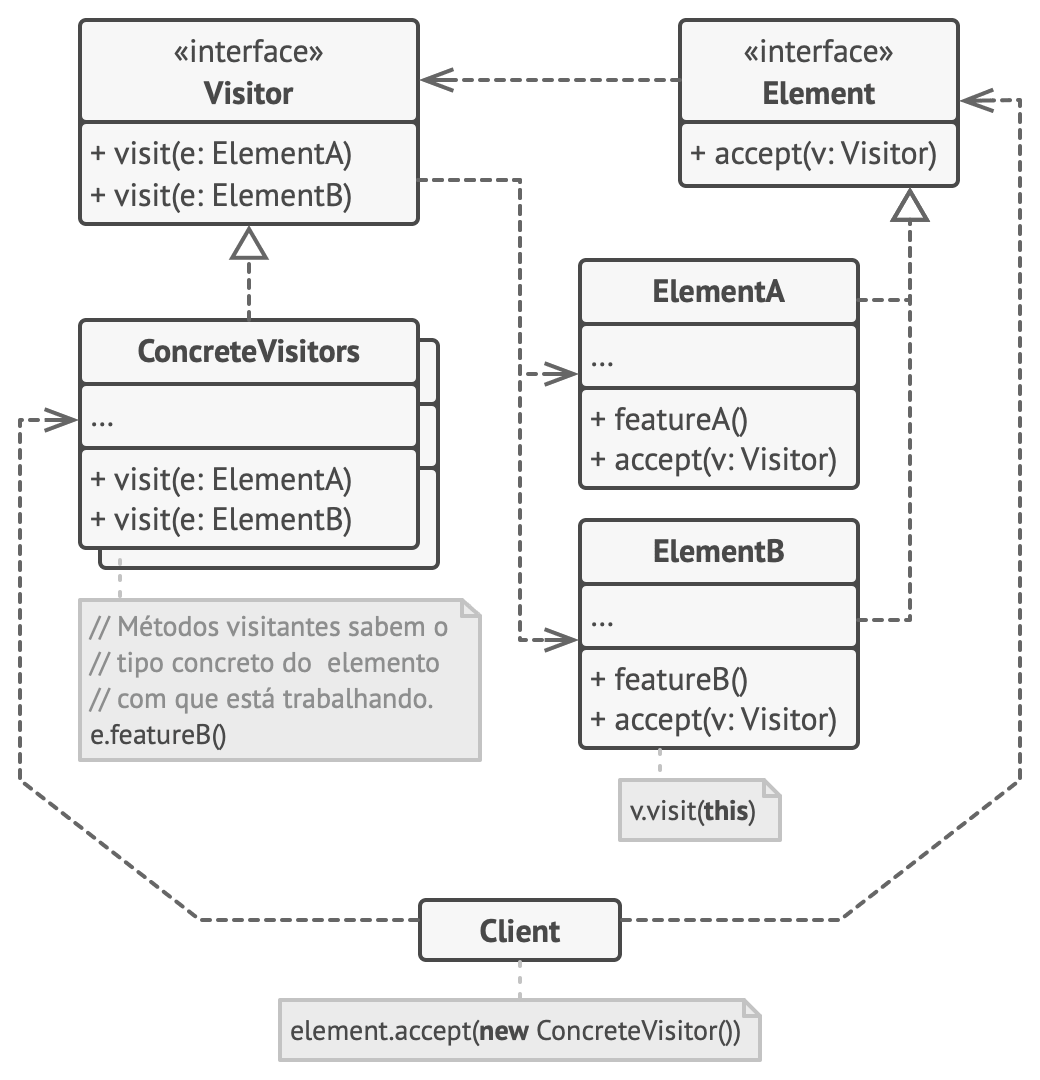 «interface»
Visitor
+ visit(e: ElementA)
+ visit(e: ElementB)
«interface»
Element
+ accept(v: Visitor)
ConcreteVisitors
...
+ visit(e: ElementA)
+ visit(e: ElementB)
// Métodos visitantes sabem o
// tipo concreto do  elemento
// com que está trabalhando.
e.featureB()
ElementA
...
+ featureA()
+ accept(v: Visitor)
ElementB
...
+ featureB()
+ accept(v: Visitor)
v.visit(this)
Client
element.accept(new ConcreteVisitor())